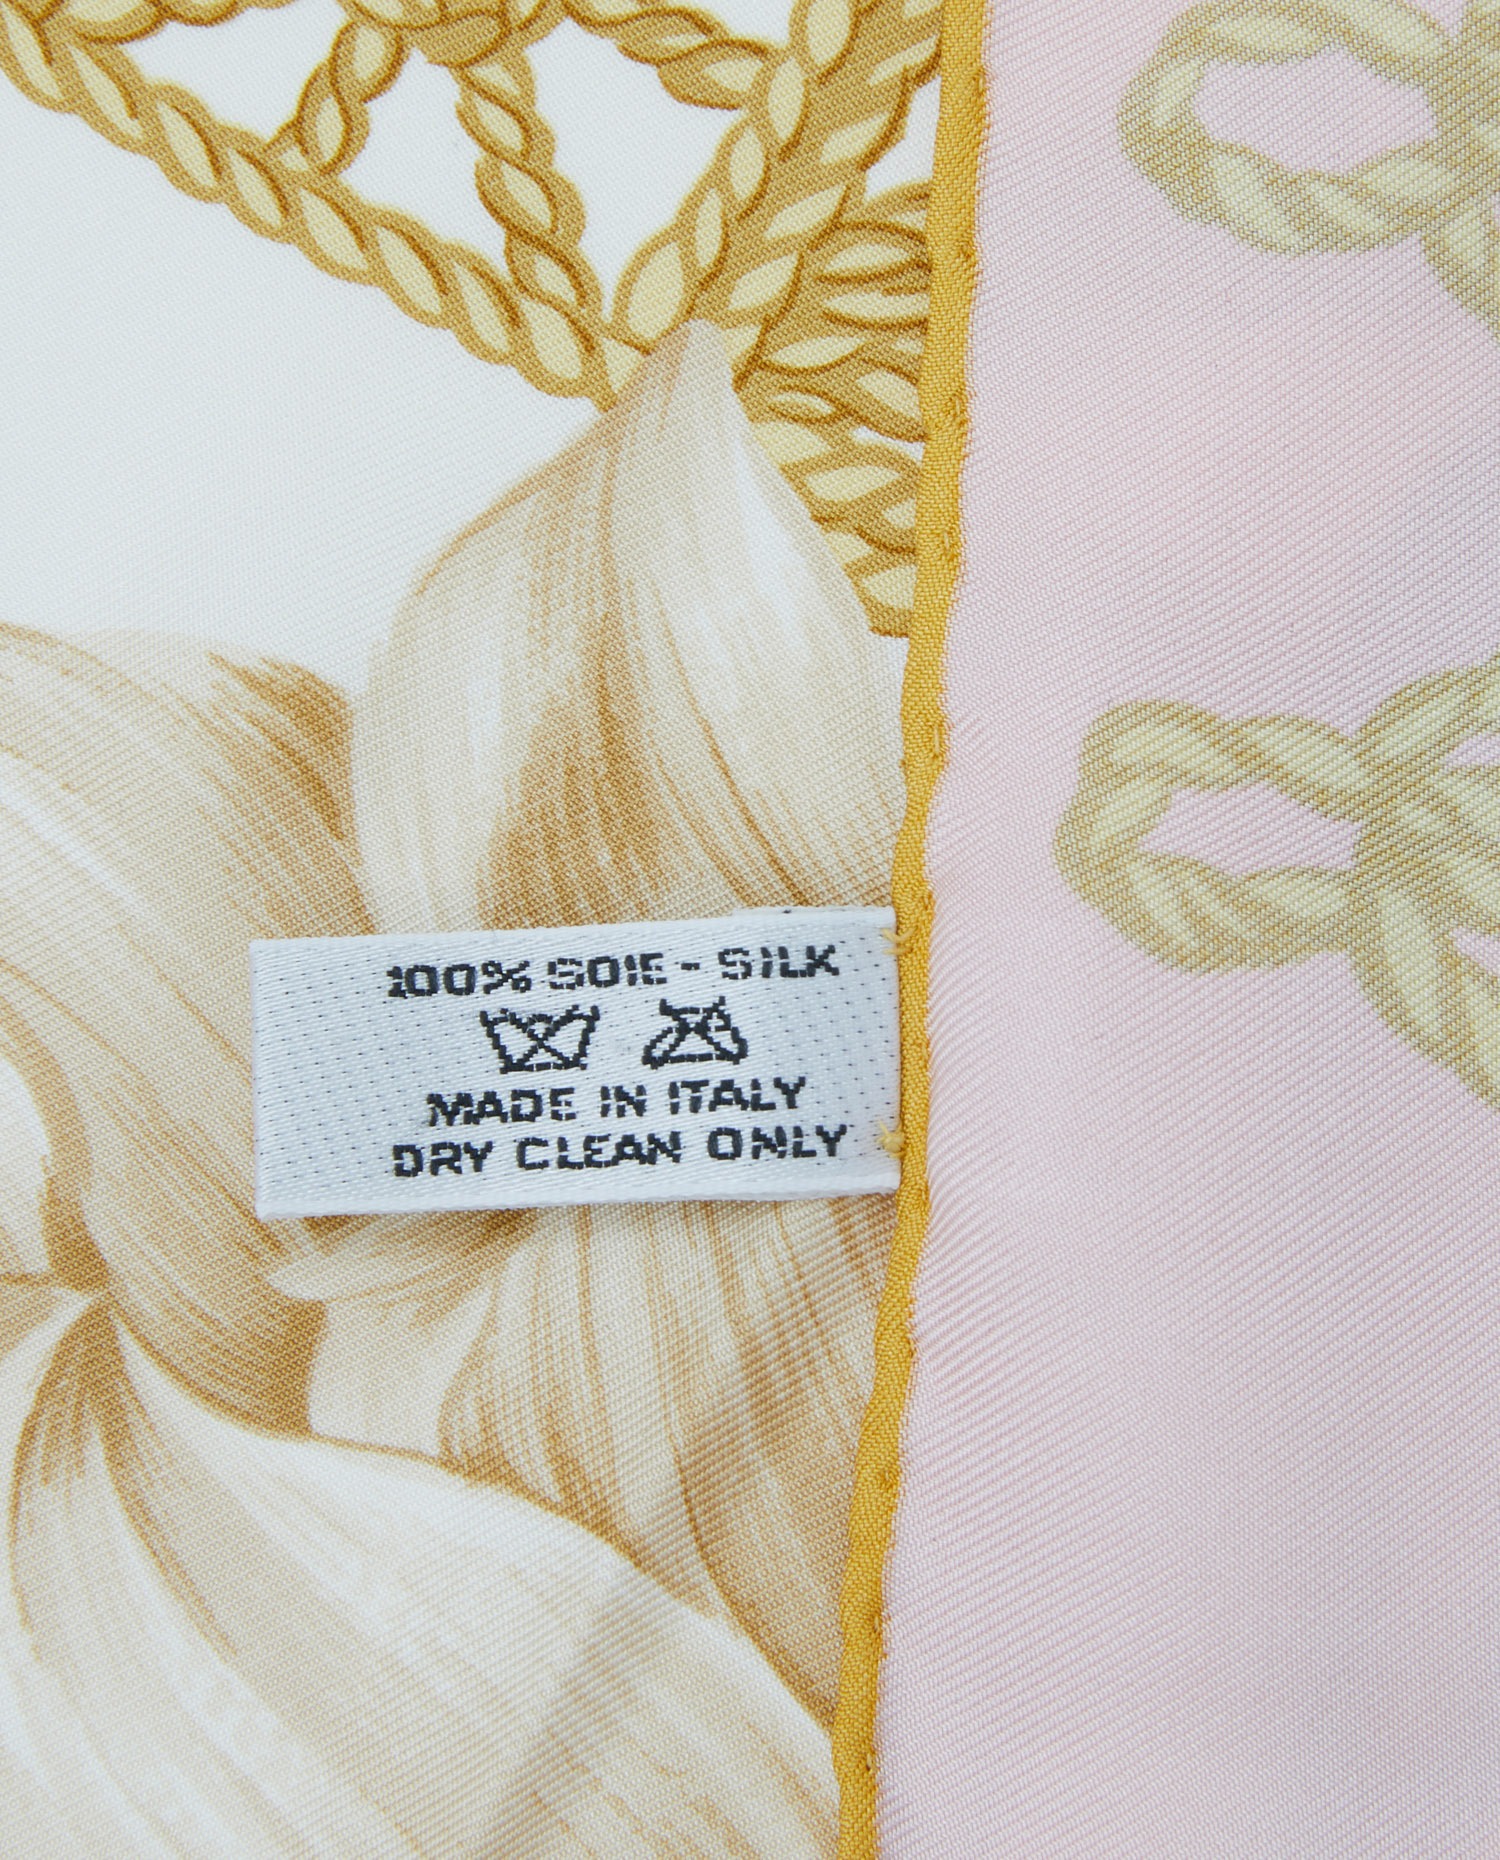 100% SOIE - SILK
MADE IN ITALY
DRY CLEAN ONLY